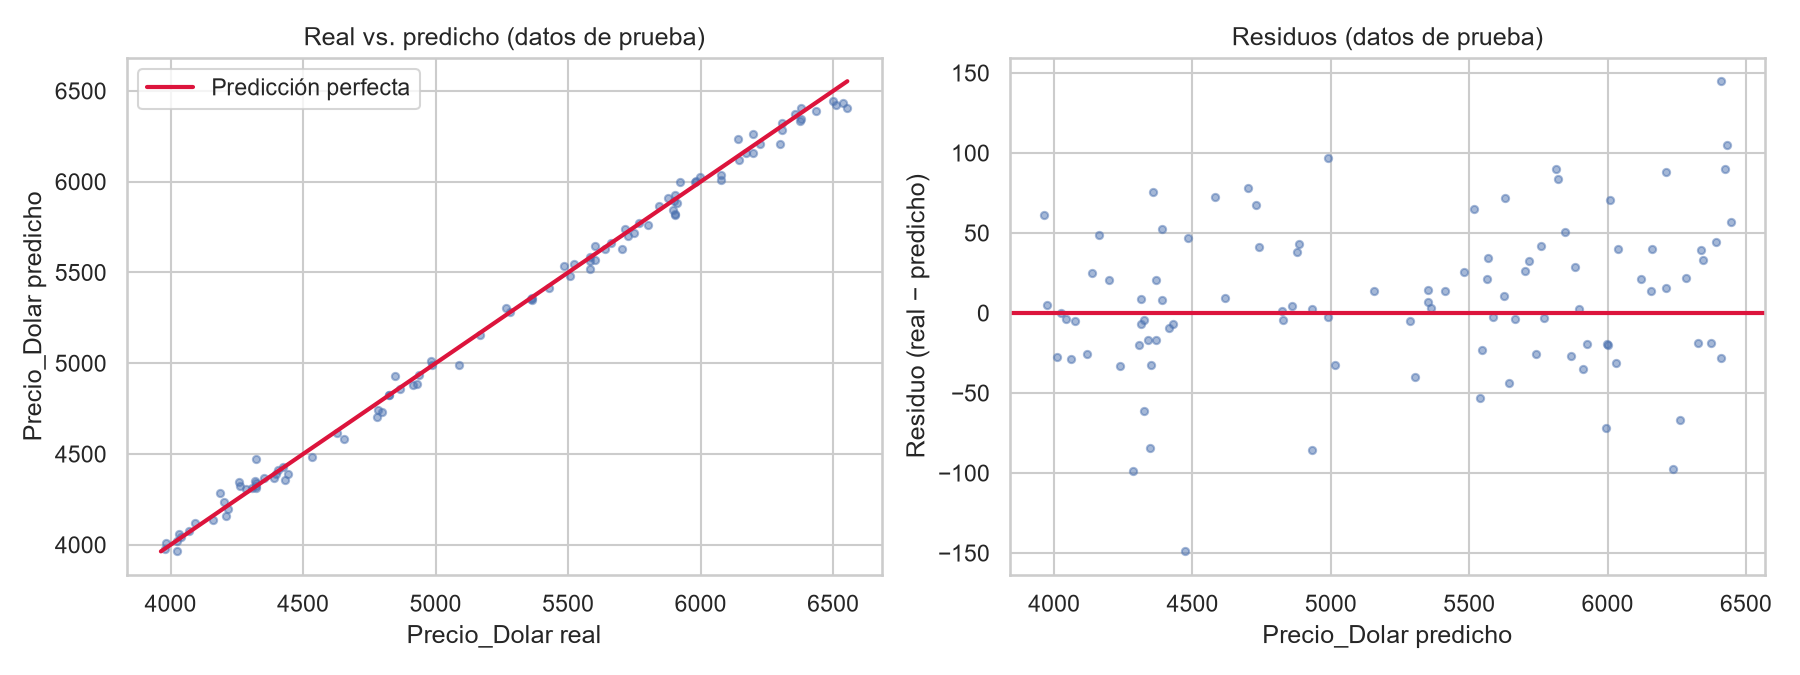 Real vs. predicho (datos de prueba)
Predicción perfecta
6500
6000
5500
5000
4500
4000
Precio_Dolar predicho
4000 4500 5000 5500 6000 6500
Precio_Dolar real
Residuos (datos de prueba)
150
100
50
0
−50
−100
−150
Residuo (real − predicho)
4000 4500 5000 5500 6000 6500
Precio_Dolar predicho